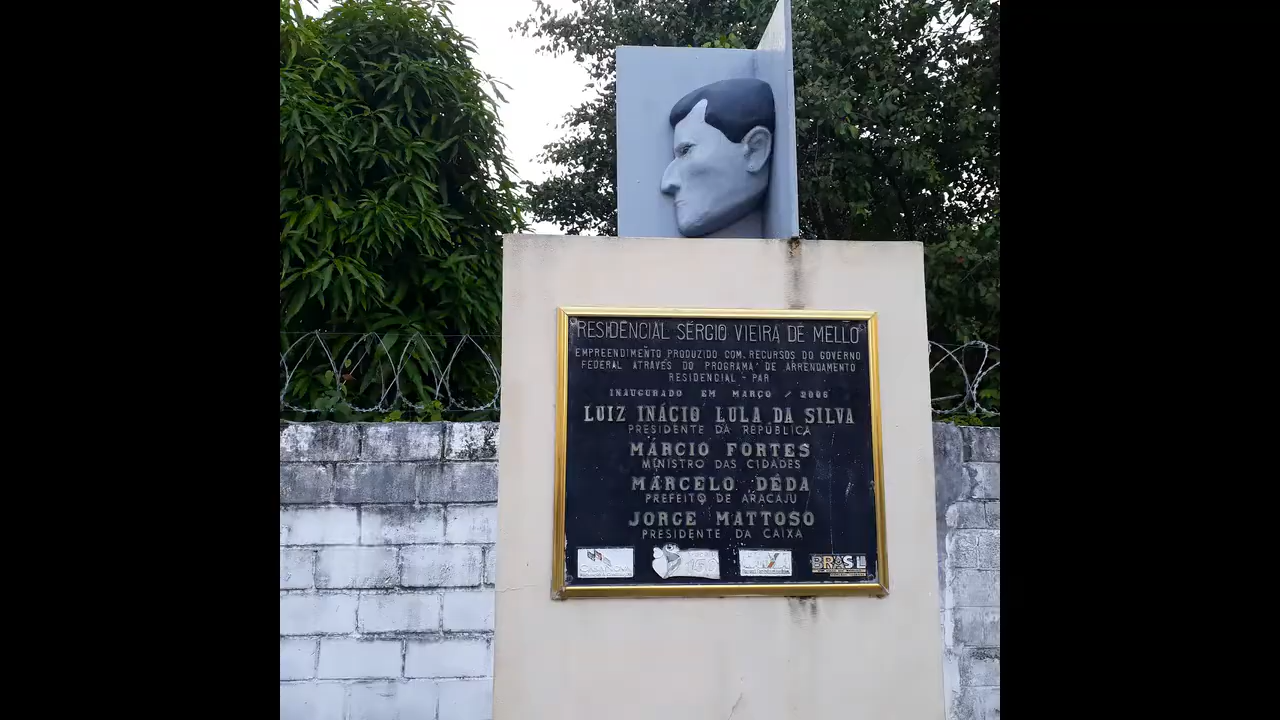 RESIDENCIAL SÉRGIO VIEIRA DE MELLO
EMPREENDIMENTO PRODUZIDO COM RECURSOS DO GOVERNO
FEDERAL ATRAVÉS DO PROGRAMA DE ARRENDAMENTO
RESIDENCIAL - PAR
INAUGURADO EM MARÇO / 2006
LUIZ INÁCIO LULA DA SILVA
PRESIDENTE DA REPÚBLICA
MÁRCIO FORTES
MINISTRO DAS CIDADES
MARCELO DÉDA
PREFEITO DE ARACAJU
JORGE MATTOSO
PRESIDENTE DA CAIXA
BRASIL